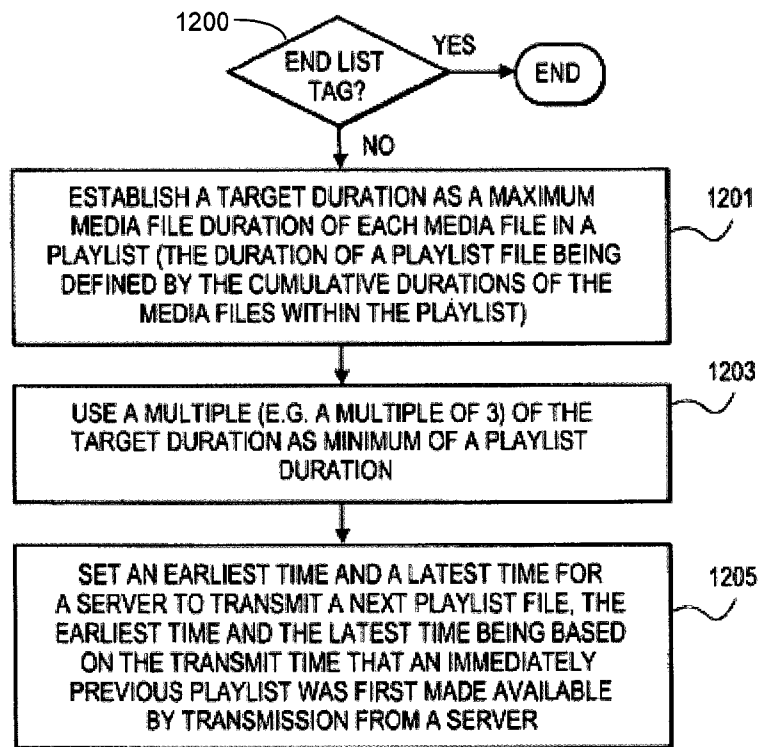 1200
END LIST
TAG?
YES
END
NO
ESTABLISH A TARGET DURATION AS A MAXIMUM
MEDIA FILE DURATION OF EACH MEDIA FILE IN A
PLAYLIST (THE DURATION OF A PLAYLIST FILE BEING
DEFINED BY THE CUMULATIVE DURATIONS OF THE
MEDIA FILES WITHIN THE PLAYLIST)
1201
USE A MULTIPLE (E.G. A MULTIPLE OF 3) OF THE
TARGET DURATION AS MINIMUM OF A PLAYLIST
DURATION
1203
SET AN EARLIEST TIME AND A LATEST TIME FOR
A SERVER TO TRANSMIT A NEXT PLAYLIST FILE, THE
EARLIEST TIME AND THE LATEST TIME BEING BASED
ON THE TRANSMIT TIME THAT AN IMMEDIATELY
PREVIOUS PLAYLIST WAS FIRST MADE AVAILABLE
BY TRANSMISSION FROM A SERVER
1205